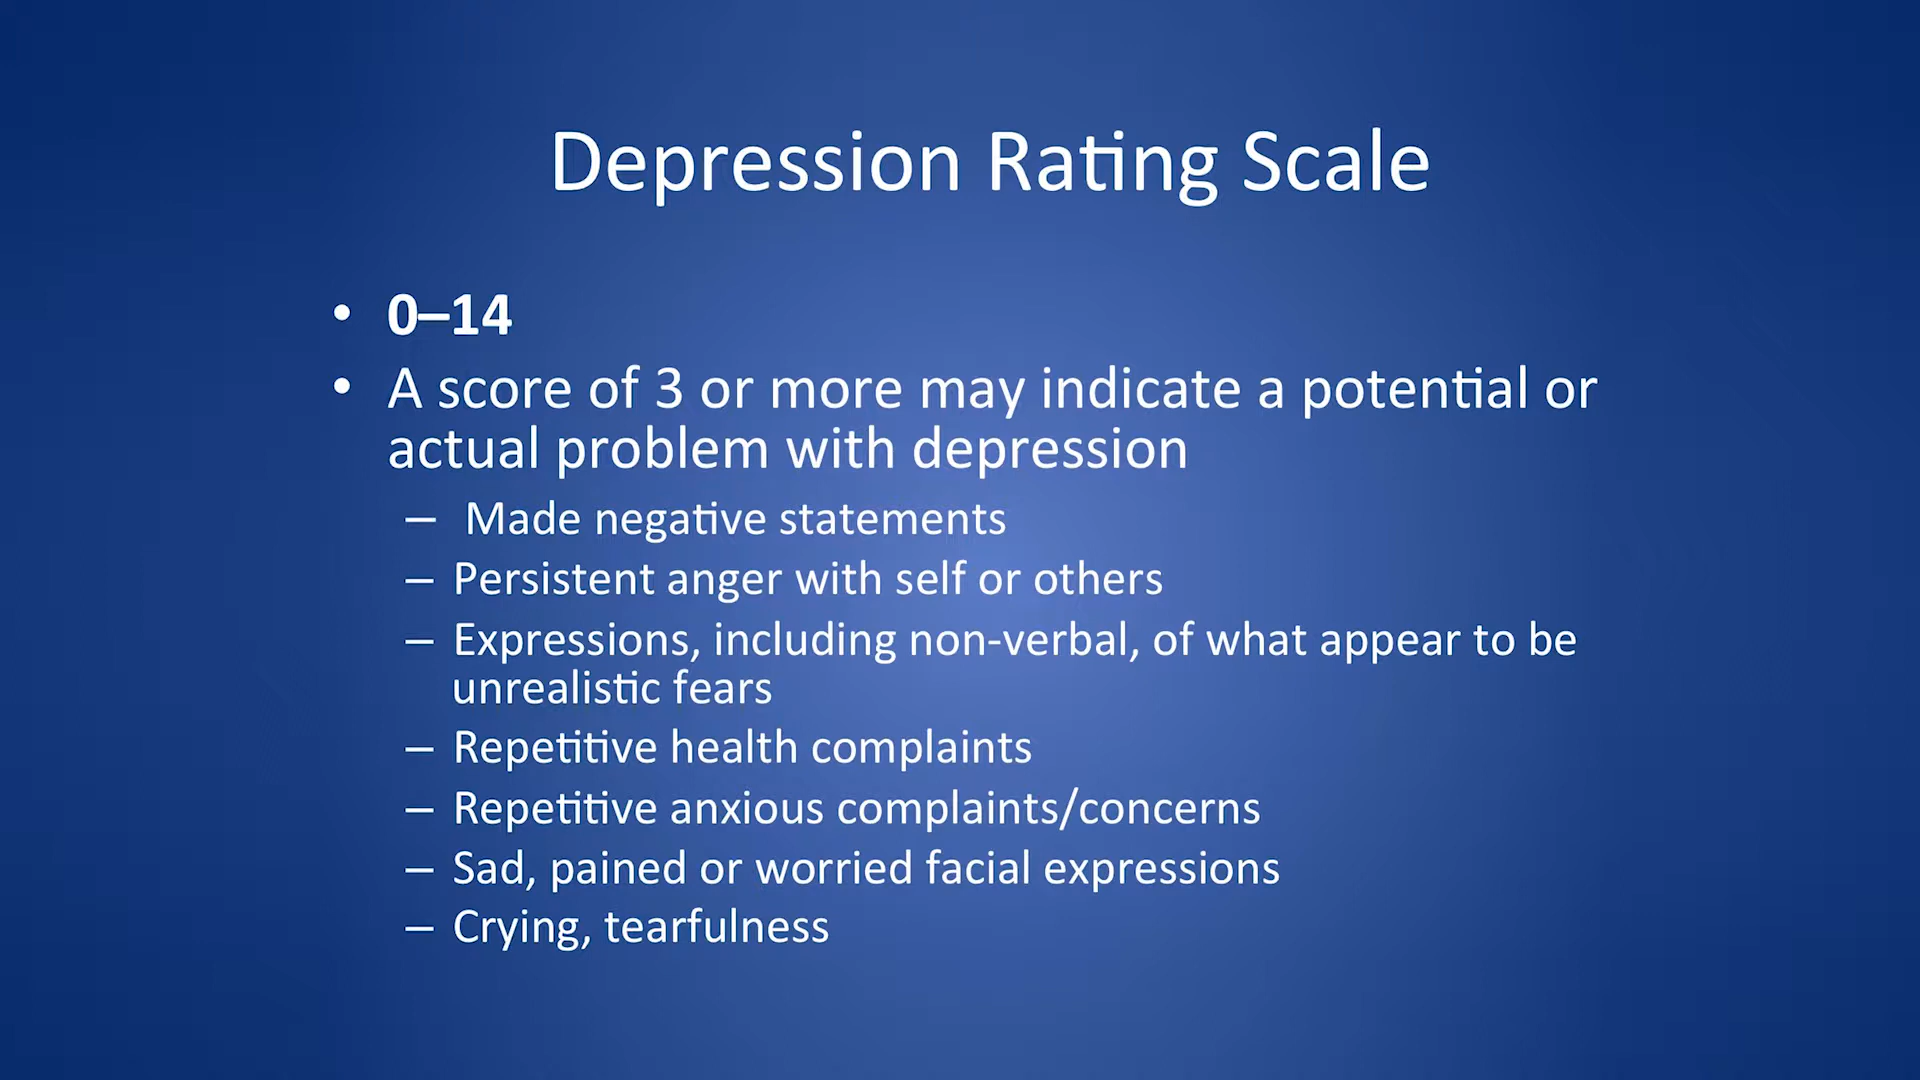 Depression Rating Scale
• 0–14
• A score of 3 or more may indicate a potential or
actual problem with depression
– Made negative statements
– Persistent anger with self or others
– Expressions, including non-verbal, of what appear to be
unrealistic fears
– Repetitive health complaints
– Repetitive anxious complaints/concerns
– Sad, pained or worried facial expressions
– Crying, tearfulness